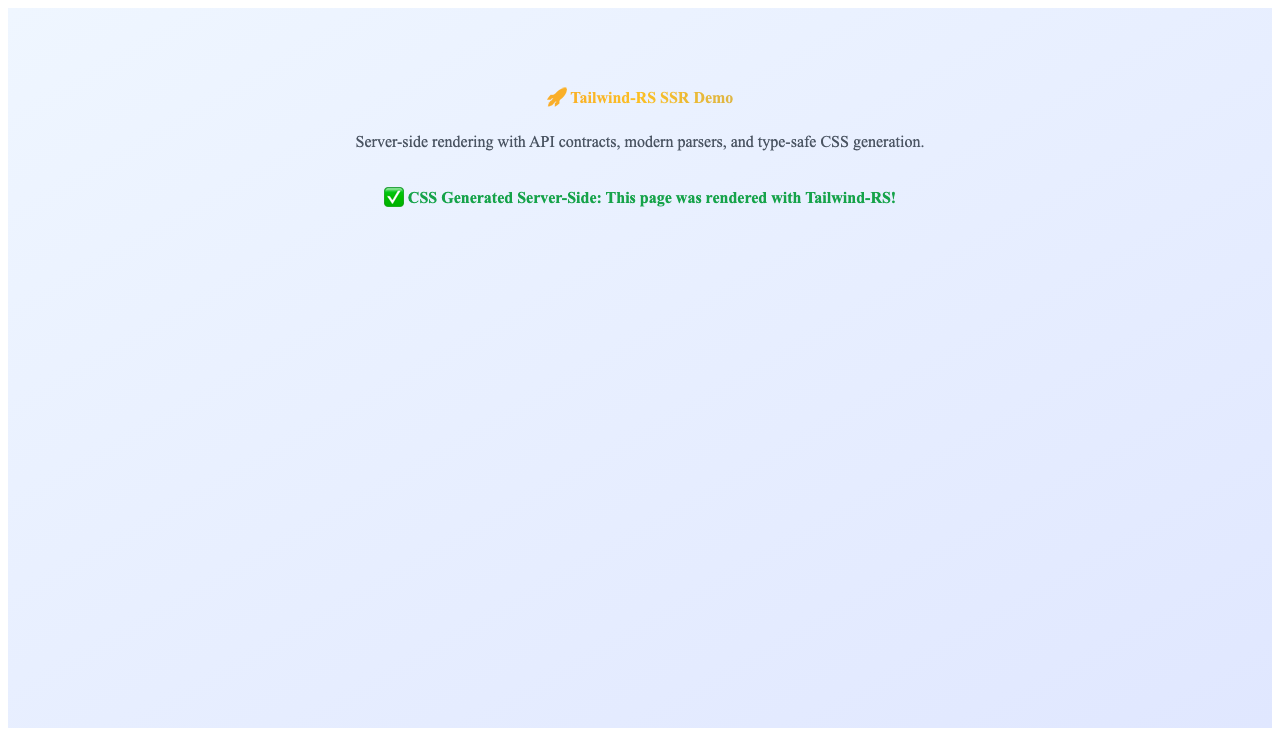 🚀 Tailwind-RS SSR Demo
Server-side rendering with API contracts, modern parsers, and type-safe CSS generation.
✅ CSS Generated Server-Side: This page was rendered with Tailwind-RS!